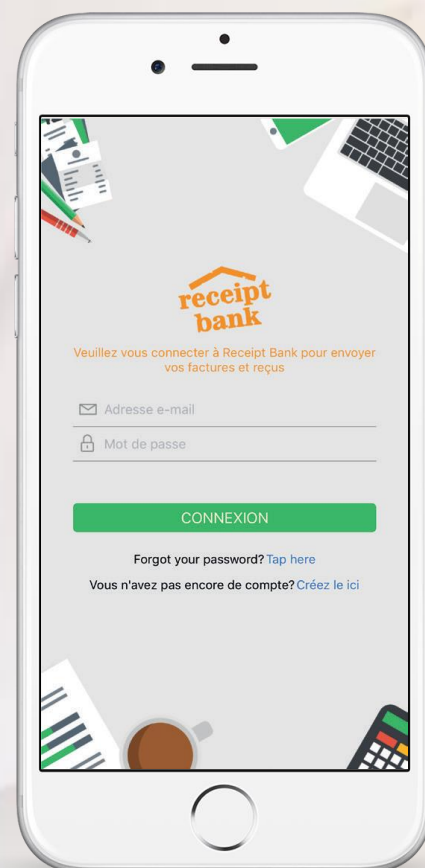 receipt
bank
Veuillez vous connecter à Receipt Bank pour envoyer
vos factures et reçus
Adresse e-mail
Mot de passe
CONNEXION
Forgot your password? Tap here
Vous n'avez pas encore de compte? Créez le ici